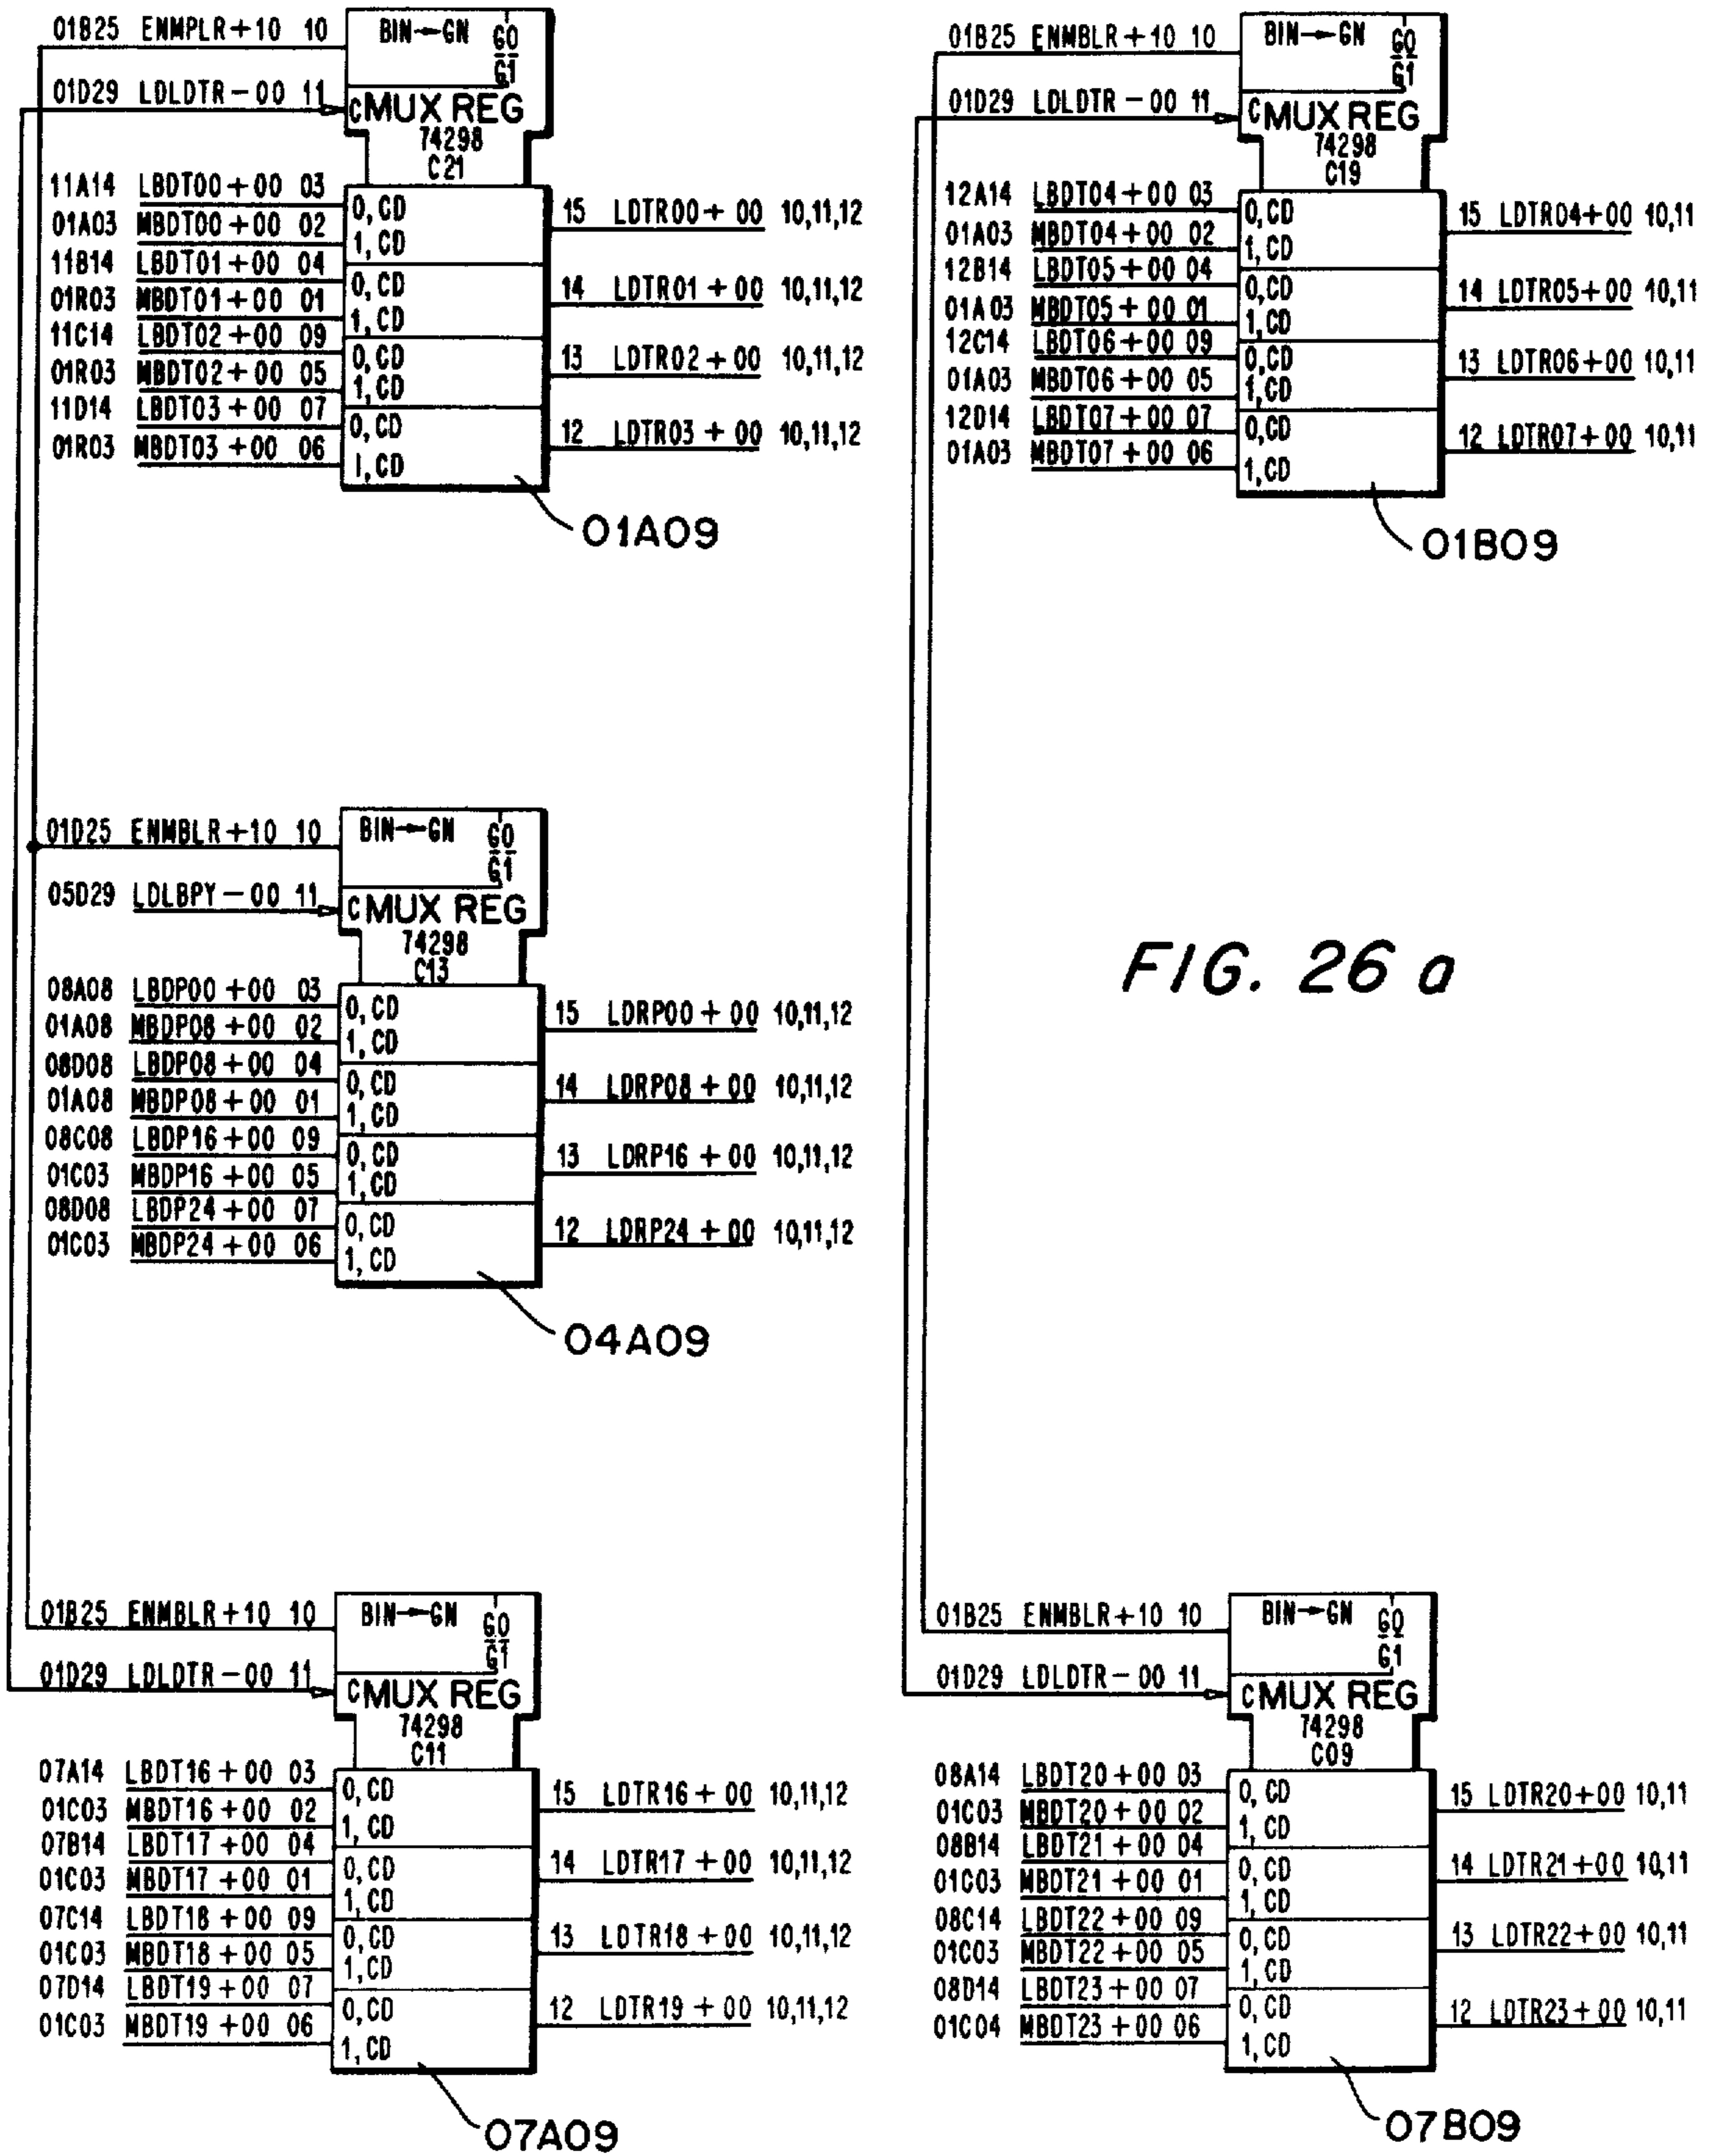 01B25 ENMPLR+10 10
BIN→GN G0
G1
01D29 LDLDTR-00 11
C MUX REG
74298
C21
11A14 LBDT00+00 03
0,CD
15 LDTR00+00 10,11,12
01A03 MBDT00+00 02
1,CD
11B14 LBDT01+00 04
0,CD
14 LDTR01+00 10,11,12
01R03 MBDT01+00 01
1,CD
11C14 LBDT02+00 09
0,CD
13 LDTR02+00 10,11,12
01R03 MBDT02+00 05
1,CD
11D14 LBDT03+00 07
0,CD
12 LDTR03+00 10,11,12
01R03 MBDT03+00 06
1,CD
01A09
01B25 ENMBLR+10 10
BIN→GN G0
G1
01D29 LDLDTR-00 11
C MUX REG
74298
C19
12A14 LBDT04+00 03
0,CD
15 LDTR04+00 10,11
01A03 MBDT04+00 02
1,CD
12B14 LBDT05+00 04
0,CD
14 LDTR05+00 10,11
01A03 MBDT05+00 01
1,CD
12C14 LBDT06+00 09
0,CD
13 LDTR06+00 10,11
01A03 MBDT06+00 05
1,CD
12D14 LBDT07+00 07
0,CD
12 LDTR07+00 10,11
01A03 MBDT07+00 06
1,CD
01B09
01D25 ENMBLR+10 10
BIN→GN G0
G1
05D29 LDLBPY-00 11
C MUX REG
74298
C13
08A08 LBDP00+00 03
0,CD
15 LDRP00+00 10,11,12
01A08 MBDP08+00 02
1,CD
08D08 LBDP08+00 04
0,CD
14 LDRP08+00 10,11,12
01A08 MBDP08+00 01
1,CD
08C08 LBDP16+00 09
0,CD
13 LDRP16+00 10,11,12
01C03 MBDP16+00 05
1,CD
08D08 LBDP24+00 07
0,CD
12 LDRP24+00 10,11,12
01C03 MBDP24+00 06
1,CD
04A09
FIG. 26 a
01B25 ENMBLR+10 10
BIN→GN G0
G1
01D29 LDLDTR-00 11
C MUX REG
74298
C11
07A14 LBDT16+00 03
0,CD
15 LDTR16+00 10,11,12
01C03 MBDT16+00 02
1,CD
07B14 LBDT17+00 04
0,CD
14 LDTR17+00 10,11,12
01C03 MBDT17+00 01
1,CD
07C14 LBDT18+00 09
0,CD
13 LDTR18+00 10,11,12
01C03 MBDT18+00 05
1,CD
07D14 LBDT19+00 07
0,CD
12 LDTR19+00 10,11,12
01C03 MBDT19+00 06
1,CD
07A09
01B25 ENMBLR+10 10
BIN→GN G0
G1
01D29 LDLDTR-00 11
C MUX REG
74298
C09
08A14 LBDT20+00 03
0,CD
15 LDTR20+00 10,11
01C03 MBDT20+00 02
1,CD
08B14 LBDT21+00 04
0,CD
14 LDTR21+00 10,11
01C03 MBDT21+00 01
1,CD
08C14 LBDT22+00 09
0,CD
13 LDTR22+00 10,11
01C03 MBDT22+00 05
1,CD
08D14 LBDT23+00 07
0,CD
12 LDTR23+00 10,11
01C04 MBDT23+00 06
1,CD
07B09